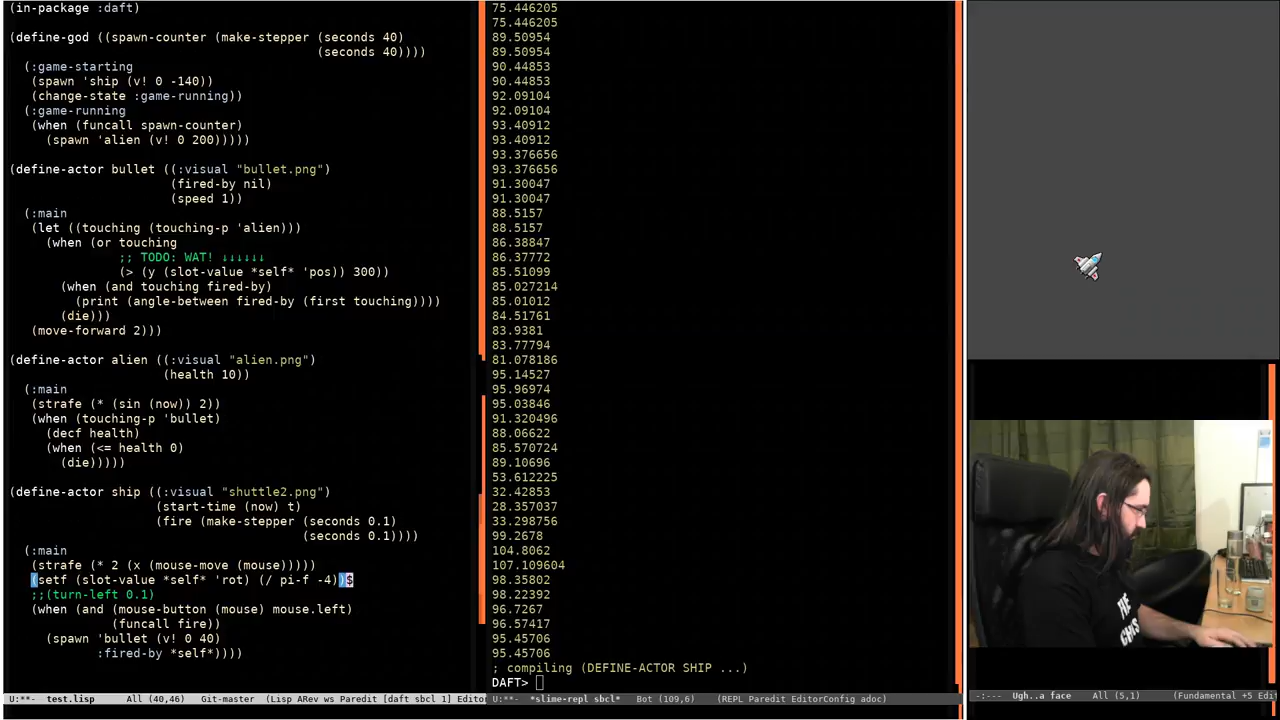 (in-package :daft)
(define-god ((spawn-counter (make-stepper (seconds 40)
(seconds 40))))
(:game-starting
(spawn 'ship (v! 0 -140))
(change-state :game-running))
(:game-running
(when (funcall spawn-counter)
(spawn 'alien (v! 0 200)))))
(define-actor bullet ((:visual "bullet.png")
(fired-by nil)
(speed 1))
(:main
(let ((touching (touching-p 'alien)))
(when (or touching
;; TODO: WAT! ↓↓↓↓↓↓
(> (y (slot-value *self* 'pos)) 300))
(when (and touching fired-by)
(print (angle-between fired-by (first touching))))
(die)))
(move-forward 2)))
(define-actor alien ((:visual "alien.png")
(health 10))
(:main
(strafe (* (sin (now)) 2))
(when (touching-p 'bullet)
(decf health)
(when (<= health 0)
(die)))))
(define-actor ship ((:visual "shuttle2.png")
(start-time (now) t)
(fire (make-stepper (seconds 0.1)
(seconds 0.1))))
(:main
(strafe (* 2 (x (mouse-move (mouse)))))
(setf (slot-value *self* 'rot) (/ pi-f -4))$
;;(turn-left 0.1)
(when (and (mouse-button (mouse) mouse.left)
(funcall fire))
(spawn 'bullet (v! 0 40)
:fired-by *self*))))
U:**- test.lisp All (40,46) Git-master (Lisp ARev ws Paredit [daft sbcl 1] Editor
75.446205
75.446205
89.50954
89.50954
90.44853
90.44853
92.09104
92.09104
93.40912
93.40912
93.376656
93.376656
91.30047
91.30047
88.5157
88.5157
86.38847
86.37772
85.51099
85.027214
85.01012
84.51761
83.9381
83.77794
81.078186
95.14527
95.96974
95.03846
91.320496
88.06622
85.570724
89.10696
53.612225
32.42853
28.357037
33.298756
99.2678
104.8062
107.109604
98.35802
98.22392
96.7267
96.57417
95.45706
95.45706
; compiling (DEFINE-ACTOR SHIP ...)
DAFT>
U:**- *slime-repl sbcl* Bot (109,6) (REPL Paredit EditorConfig adoc)
-:--- Ugh..a face All (5,1) (Fundamental +5 Edit